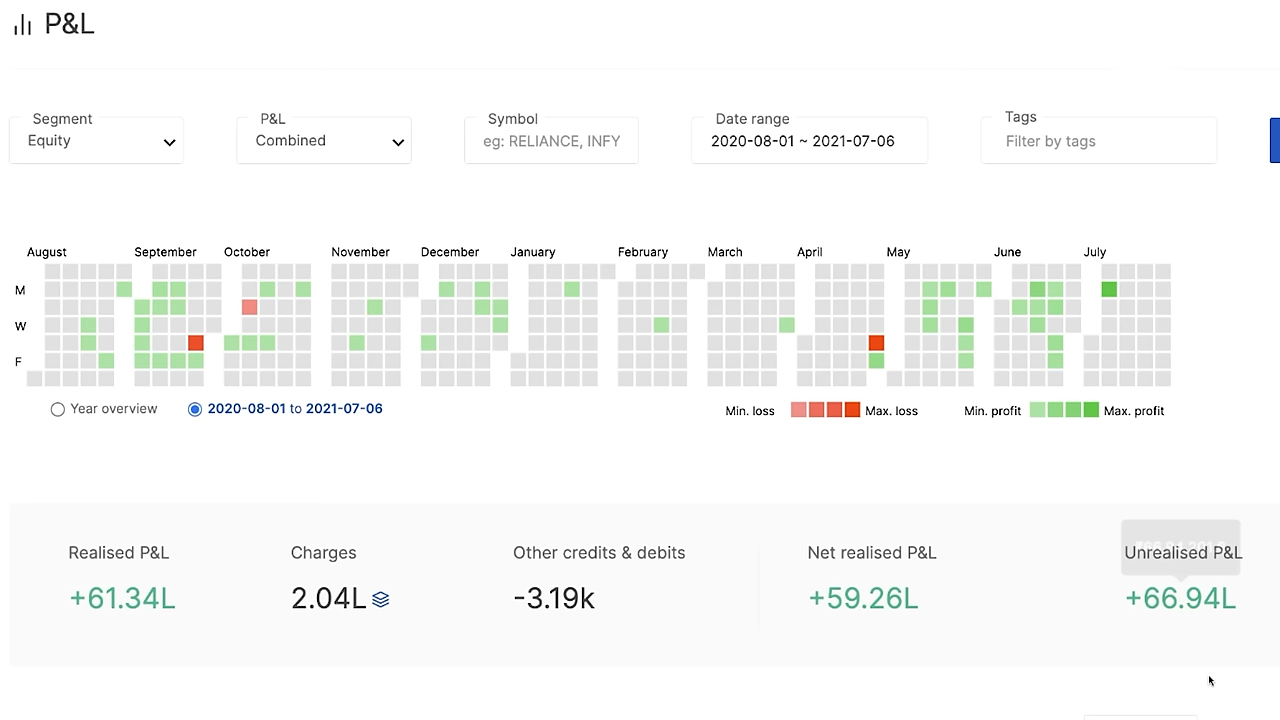 P&L
Segment
Equity
P&L
Combined
Symbol
eg: RELIANCE, INFY
Date range
2020-08-01 ~ 2021-07-06
Tags
Filter by tags
August September October November December January February March April May June July
M
W
F
Year overview
2020-08-01 to 2021-07-06
Min. loss Max. loss
Min. profit Max. profit
Realised P&L
+61.34L
Charges
2.04L
Other credits & debits
-3.19k
Net realised P&L
+59.26L
Unrealised P&L
+66.94L